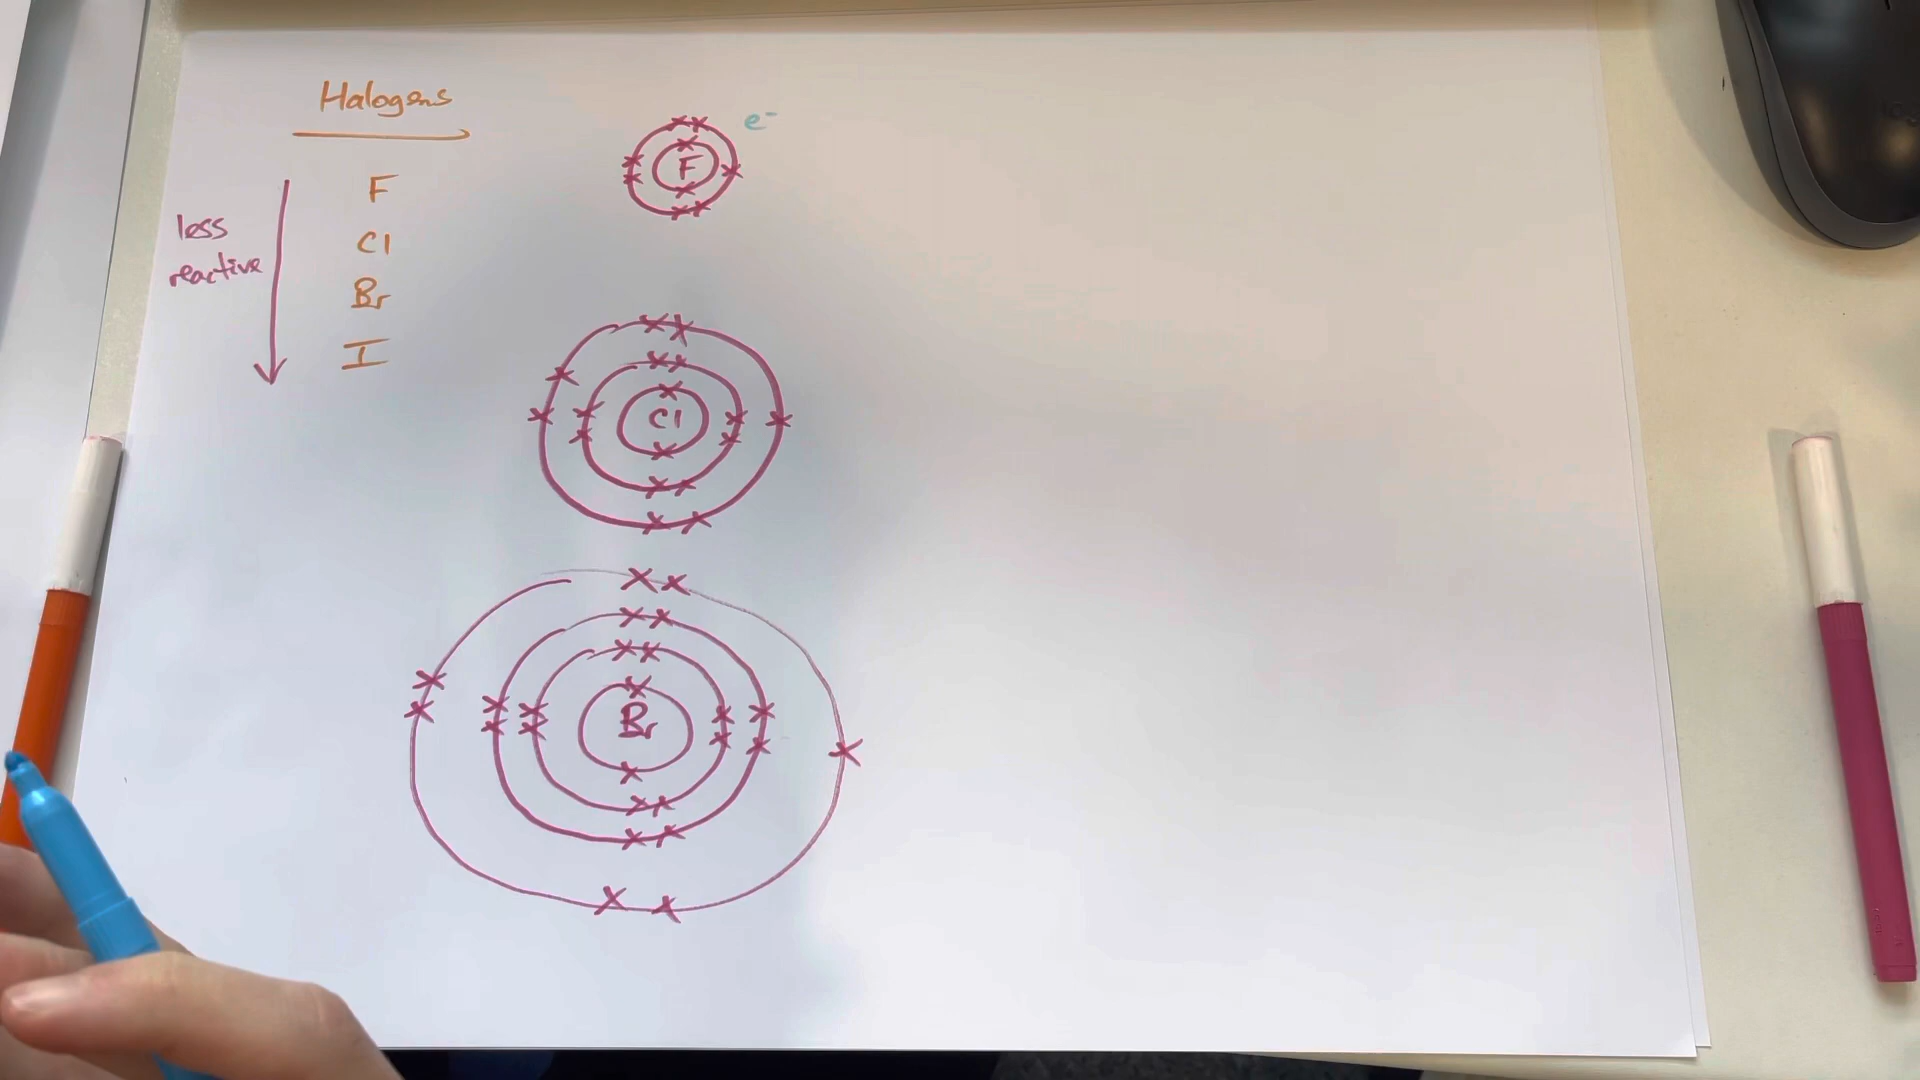 Halogens
F
Cl
Br
I
less
reactive
F
e⁻
Cl
Br